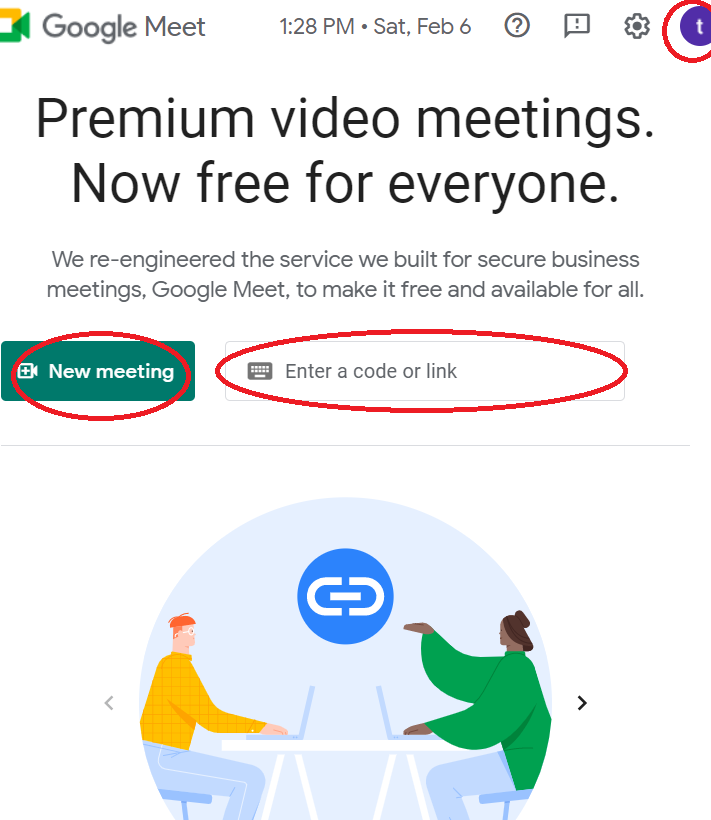 Google Meet 1:28 PM • Sat, Feb 6 t
Premium video meetings.
Now free for everyone.
We re-engineered the service we built for secure business
meetings, Google Meet, to make it free and available for all.
New meeting Enter a code or link